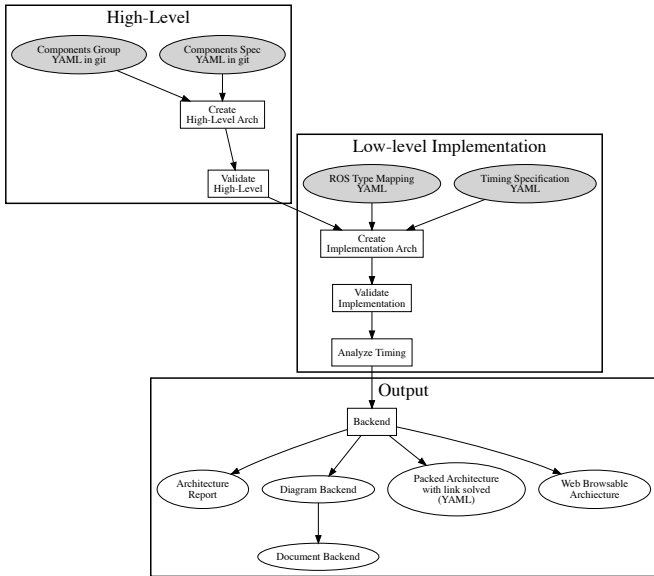 High-Level
Components Group
YAML in git
Components Spec
YAML in git
Create
High-Level Arch
Validate
High-Level
Low-level Implementation
ROS Type Mapping
YAML
Timing Specification
YAML
Create
Implementation Arch
Validate
Implementation
Analyze Timing
Output
Backend
Architecture
Report
Diagram Backend
Packed Architecture
with link solved
(YAML)
Web Browsable
Archiecture
Document Backend